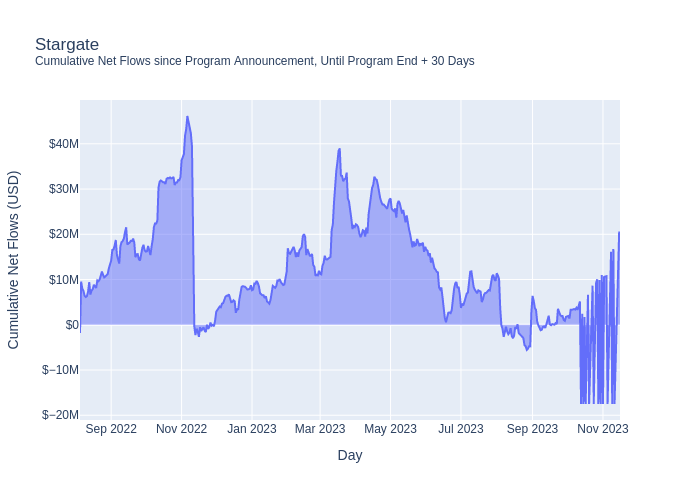 Stargate
Cumulative Net Flows since Program Announcement, Until Program End + 30 Days
Cumulative Net Flows (USD)
$40M
$30M
$20M
$10M
$0
$−10M
$−20M
Sep 2022 Nov 2022 Jan 2023 Mar 2023 May 2023 Jul 2023 Sep 2023 Nov 2023
Day